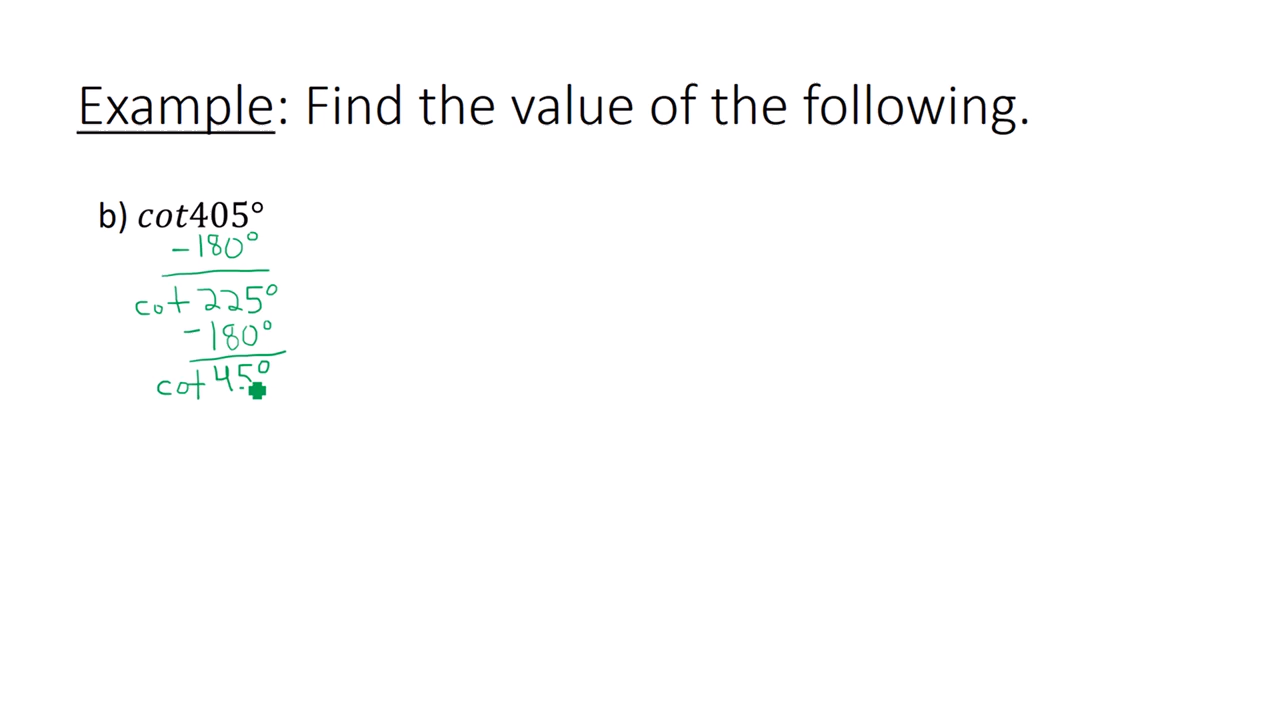 Example: Find the value of the following.
b) cot405°
-180°
cot 225°
-180°
cot 45°